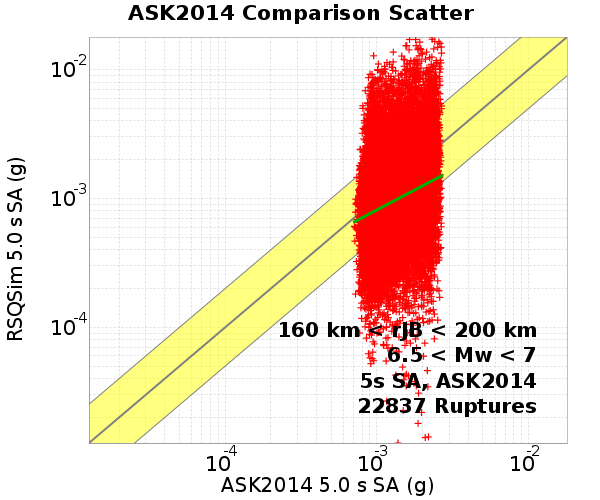 ASK2014 Comparison Scatter
RSQSim 5.0 s SA (g)
10-2
10-3
10-4
160 km < rJB < 200 km
6.5 < Mw < 7
5s SA, ASK2014
22837 Ruptures
10-4
10-3
10-2
ASK2014 5.0 s SA (g)